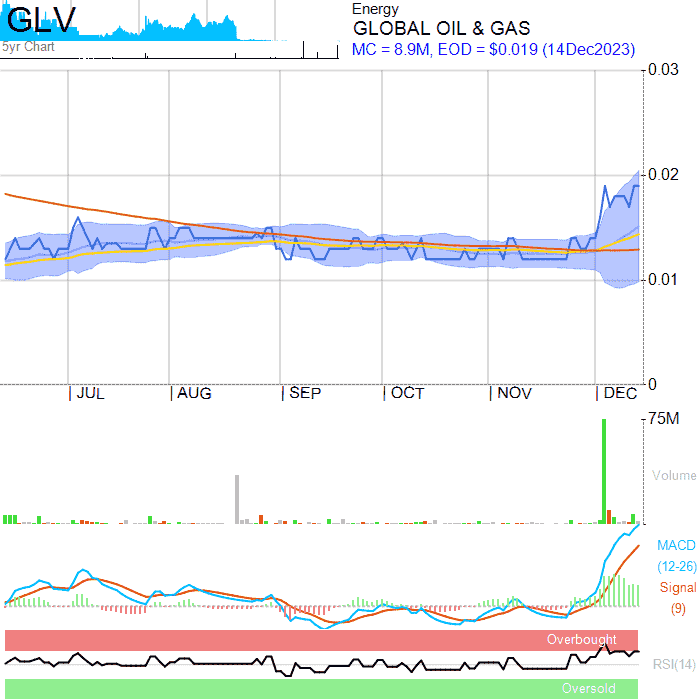 GLV
5yr Chart
Energy
GLOBAL OIL & GAS
MC = 8.9M, EOD = $0.019 (14Dec2023)
0.03
0.02
0.01
0
JUL AUG SEP OCT NOV DEC
75M
Volume
MACD
(12-26)
Signal
(9)
Overbought
RSI(14)
Oversold